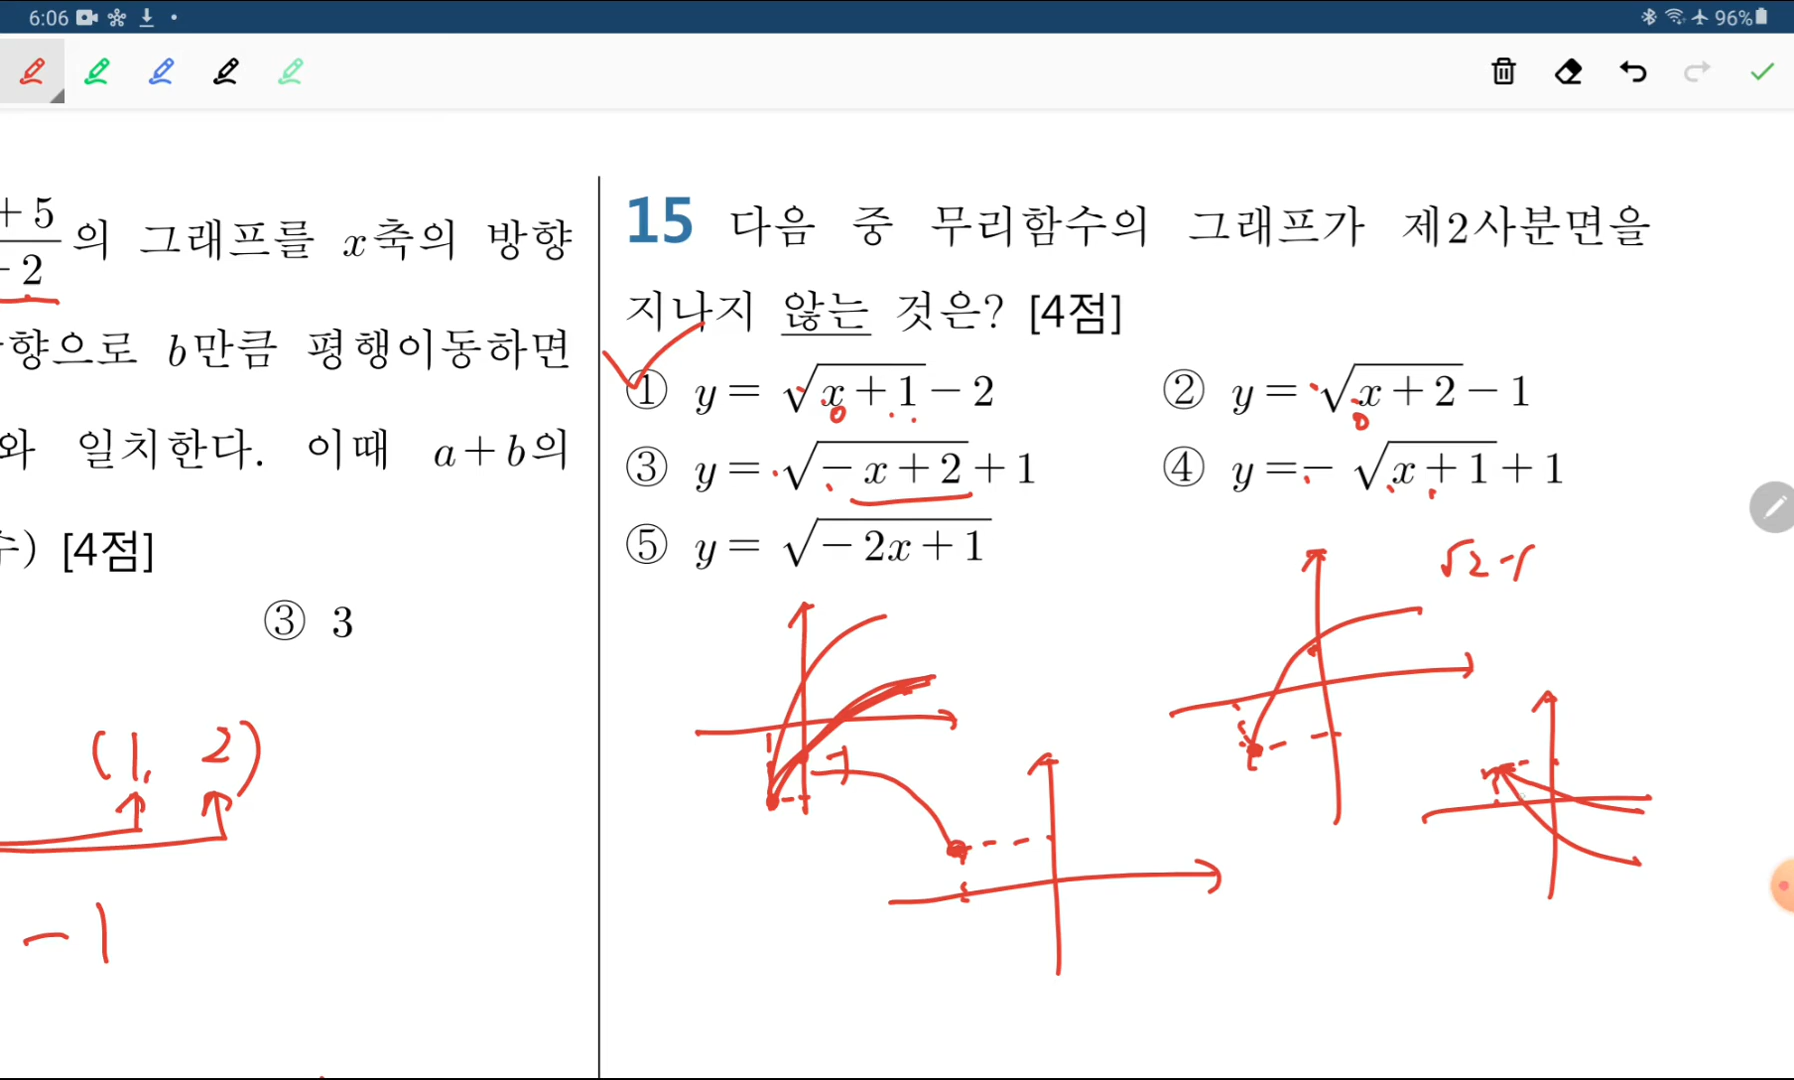 6:06
96%
+ 5
- 2
의 그래프를 x축의 방향
향으로 b만큼 평행이동하면
와 일치한다. 이때 a+b의
수) [4점]
③ 3
(1, 2)
-1
15 다음 중 무리함수의 그래프가 제2사분면을
지나지 않는 것은? [4점]
① y = √(x+1) - 2
② y = √(x+2) - 1
③ y = √(-x+2) + 1
④ y = - √(x+1) + 1
⑤ y = √(-2x+1)
0
0
√2 -1
-1